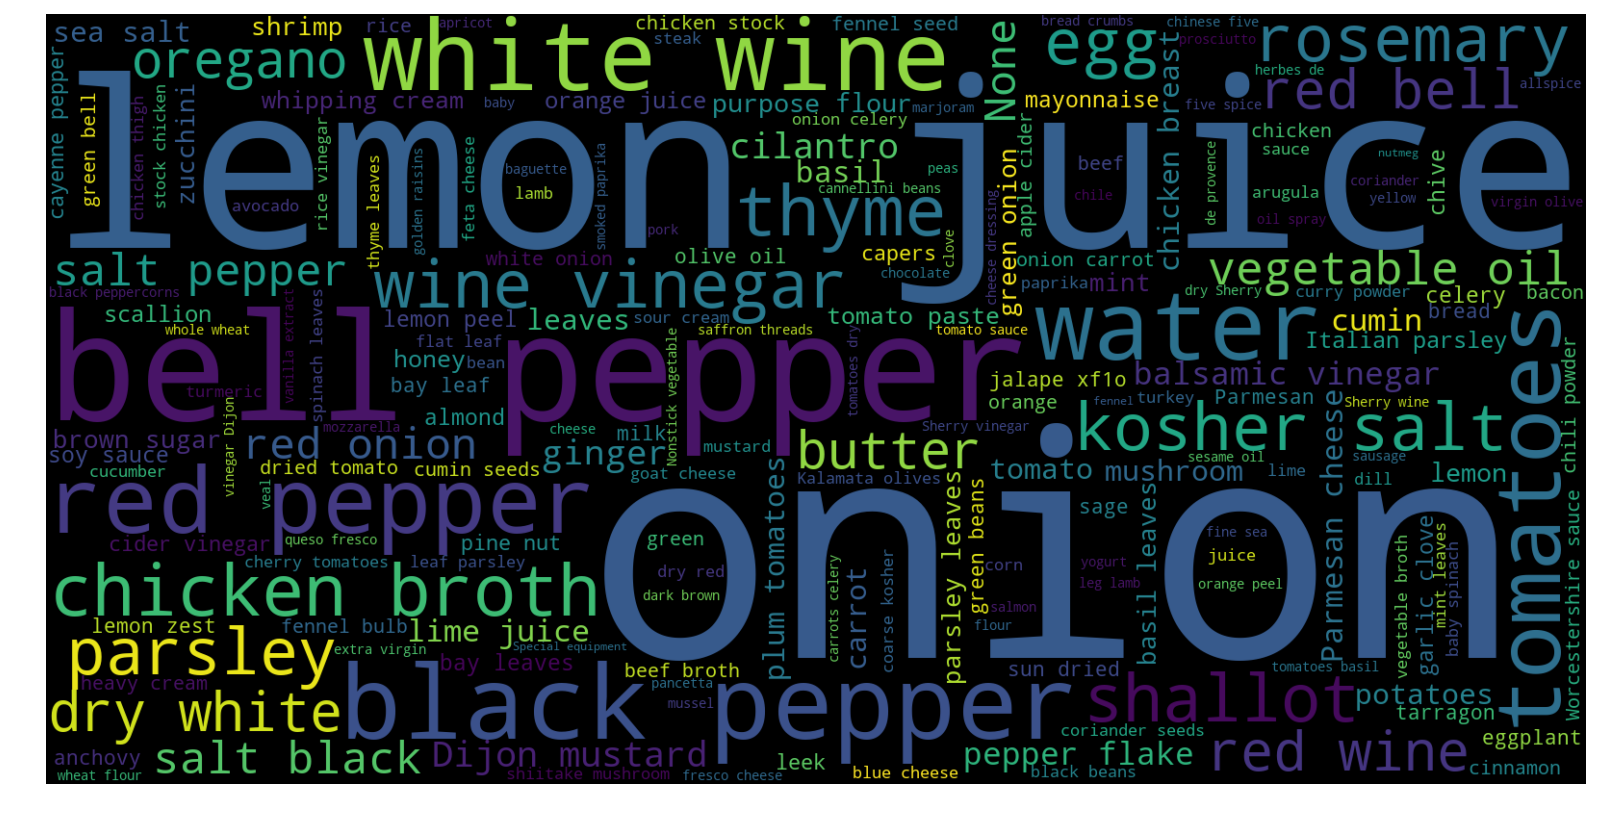 sea salt
shrimp
rice
apricot
chicken stock
fennel seed
bread crumbs
chinese five
oregano
white wine
steak
None
egg
prosciutto
rosemary
cayenne pepper
green bell
chicken thigh
stock chicken
zucchini
whipping cream
baby
orange juice
purpose flour
marjoram
mayonnaise
chicken breast
herbes de
red bell
allspice
five spice
lemon juice
avocado
rice vinegar
thyme leaves
golden raisins
feta cheese
baguette
lamb
smoked paprika
pork
onion celery
cilantro
basil
cannellini beans
peas
thyme
clove
cheese dressing
green onion
apple cider
beef
chile
chicken
sauce
nutmeg
de provence
arugula
oil spray
coriander
yellow
chive
virgin olive
salt pepper
white onion
olive oil
capers
chocolate
onion carrot
paprika
mint
vegetable oil
black peppercorns
wine vinegar
dry Sherry
curry powder
celery
bacon
scallion
whole wheat
vanilla extract
spinach leaves
lemon peel
leaves
sour cream
saffron threads
tomato paste
tomato sauce
water
cumin
bread
Italian parsley
flat leaf
honey
bean
bay leaf
tomatoes dry
Nonstick vegetable
bell pepper
turmeric
mozzarella
almond
jalape xf1o
balsamic vinegar
orange
fennel
turkey
Parmesan
Sherry wine
tomatoes
chili powder
brown sugar
soy sauce
cucumber
vinegar Dijon
red onion
cheese
milk
ginger
mustard
butter
Sherry vinegar
kosher salt
sesame oil
sausage
dried tomato
cumin seeds
veal
goat cheese
plum tomatoes
Kalamata olives
tomato
mushroom
lime
Parmesan cheese
dill
lemon
red pepper
cider vinegar
queso fresco
pine nut
onion
green
dry red
dark brown
parsley leaves
green beans
sage
basil leaves
fine sea
juice
orange peel
cherry tomatoes
leaf parsley
chicken broth
carrots celery
carrot
coarse kosher
corn
salmon
flour
yogurt
leg lamb
vegetable broth
garlic clove
mint leaves
baby spinach
Worcestershire sauce
lemon zest
fennel bulb
lime juice
extra virgin
Special equipment
parsley
bay leaves
beef broth
sun dried
tomatoes basil
heavy cream
pancetta
mussel
dry white
black pepper
shallot
potatoes
tarragon
coriander seeds
anchovy
wheat flour
salt black
Dijon mustard
shiitake mushroom
fresco cheese
leek
blue cheese
pepper flake
black beans
red wine
eggplant
cinnamon